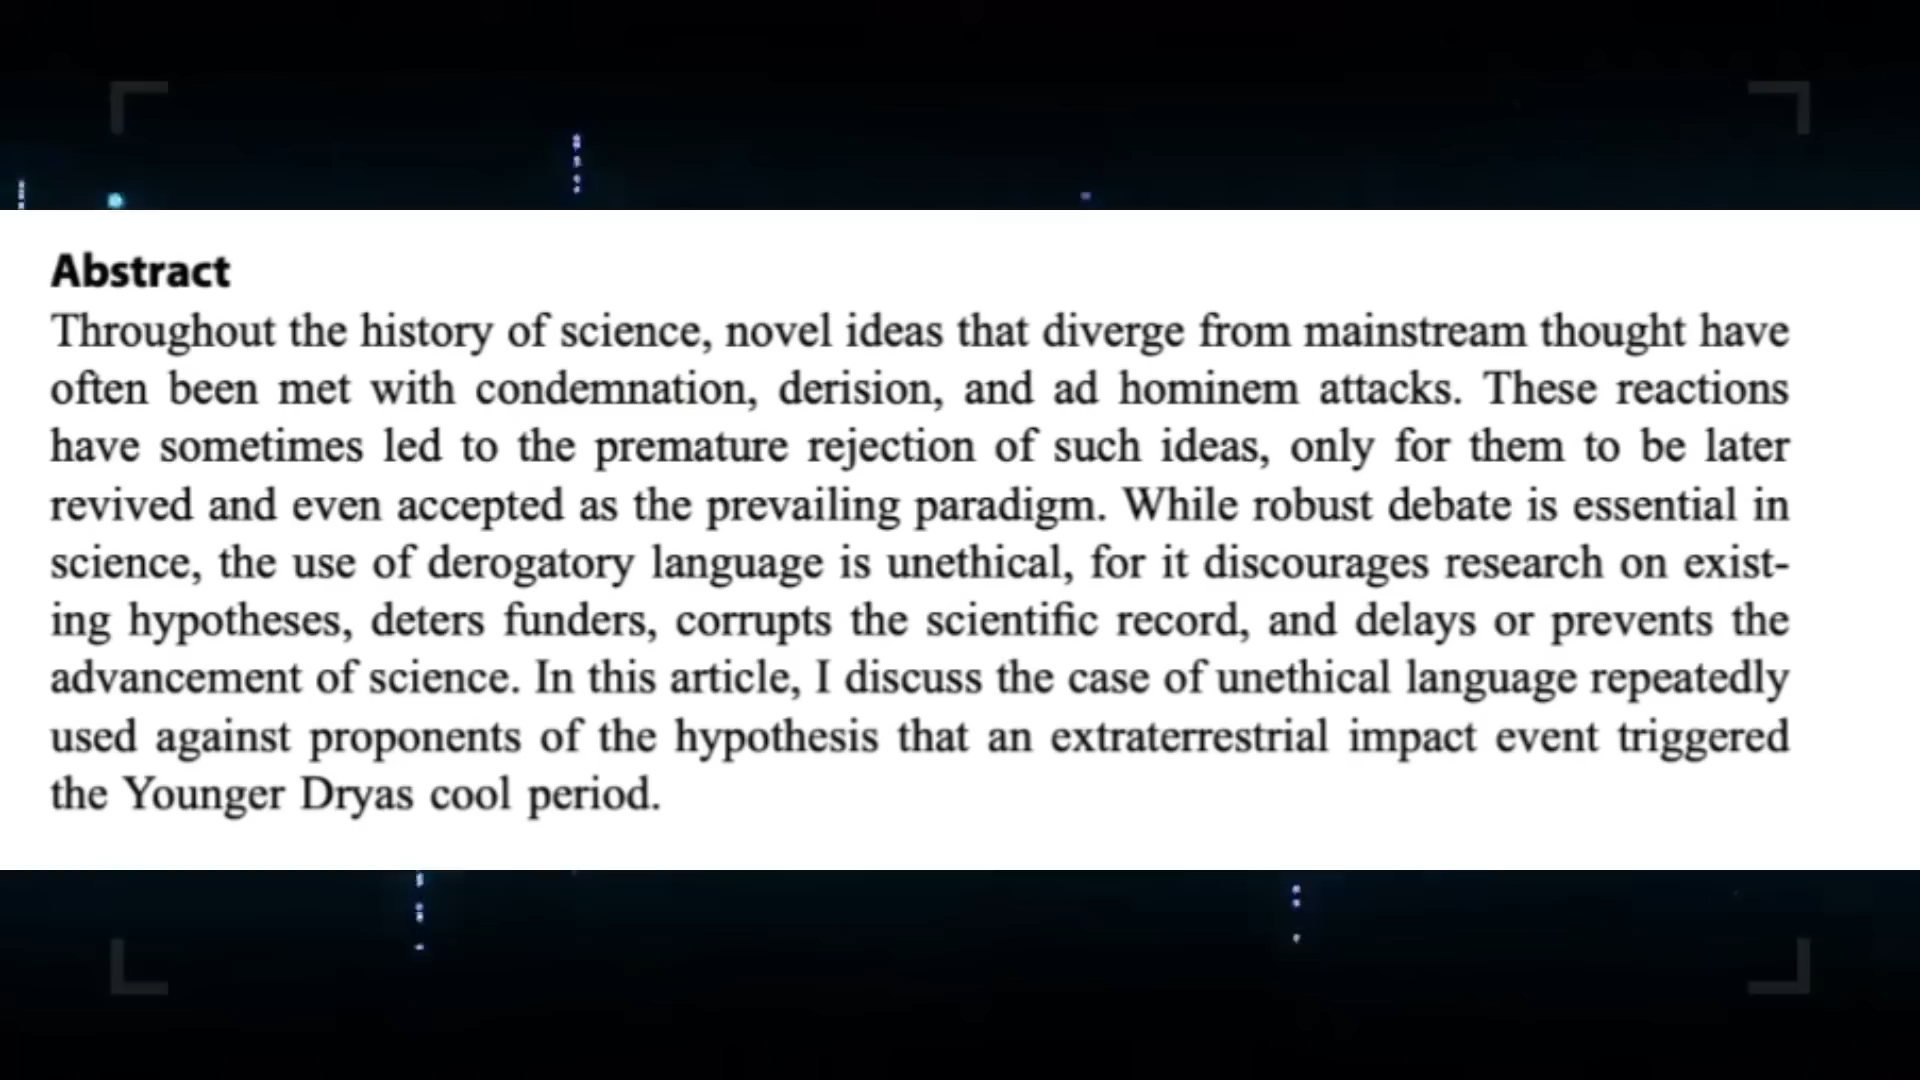 Abstract
Throughout the history of science, novel ideas that diverge from mainstream thought have
often been met with condemnation, derision, and ad hominem attacks. These reactions
have sometimes led to the premature rejection of such ideas, only for them to be later
revived and even accepted as the prevailing paradigm. While robust debate is essential in
science, the use of derogatory language is unethical, for it discourages research on exist-
ing hypotheses, deters funders, corrupts the scientific record, and delays or prevents the
advancement of science. In this article, I discuss the case of unethical language repeatedly
used against proponents of the hypothesis that an extraterrestrial impact event triggered
the Younger Dryas cool period.